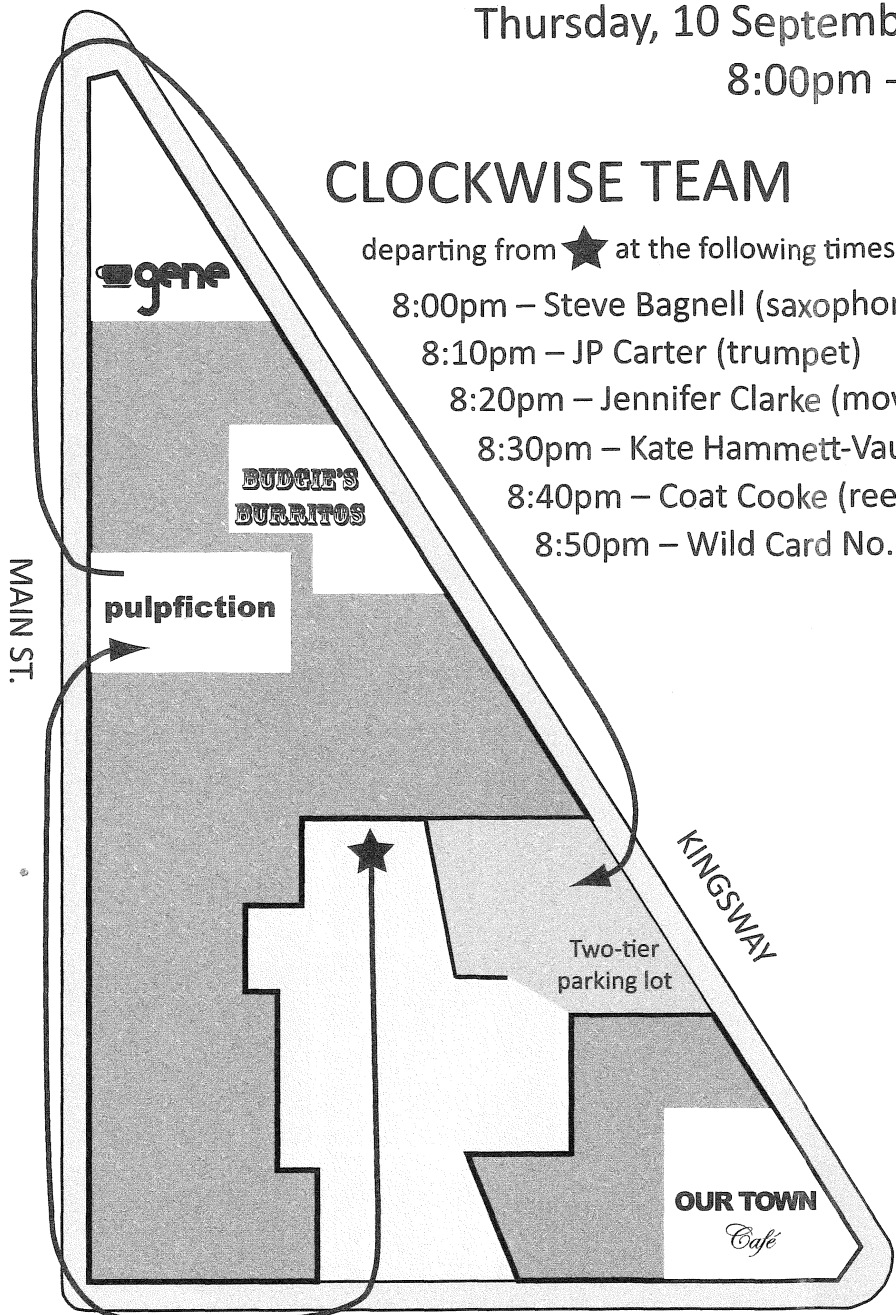 Thursday, 10 Septemb
8:00pm –
CLOCKWISE TEAM
departing from ★ at the following times
8:00pm – Steve Bagnell (saxophon
8:10pm – JP Carter (trumpet)
8:20pm – Jennifer Clarke (mov
8:30pm – Kate Hammett-Vau
8:40pm – Coat Cooke (ree
8:50pm – Wild Card No.
gene
BUDGIE'S
BURRITOS
pulpfiction
MAIN ST.
KINGSWAY
Two-tier
parking lot
OUR TOWN
Café